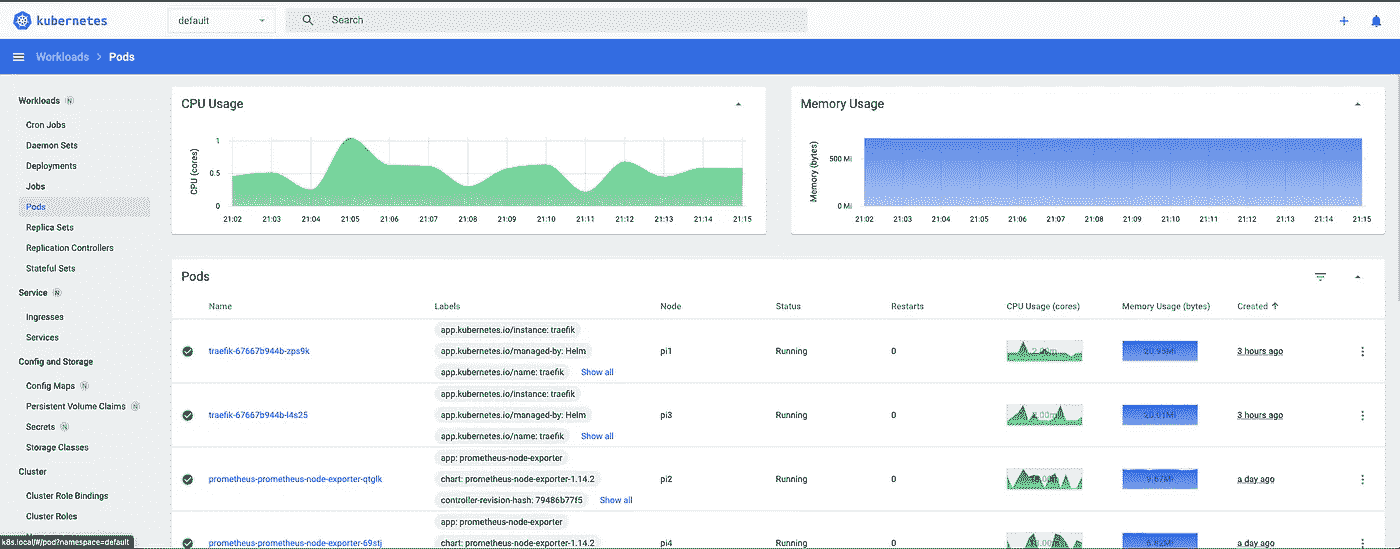 kubernetes
default
Search
Workloads > Pods
Workloads N
Cron Jobs
Daemon Sets
Deployments
Jobs
Pods
Replica Sets
Replication Controllers
Stateful Sets
Service N
Ingresses
Services
Config and Storage
Config Maps N
Persistent Volume Claims N
Secrets N
Storage Classes
Cluster
Cluster Role Bindings
Cluster Roles
k8s.local/#/pod?namespace=default
CPU Usage
CPU (cores)
1
0.5
0
21:02 21:03 21:04 21:05 21:06 21:07 21:08 21:09 21:10 21:11 21:12 21:13 21:14 21:15
Memory Usage
Memory (bytes)
500 Mi
0 Mi
21:02 21:03 21:04 21:05 21:06 21:07 21:08 21:09 21:10 21:11 21:12 21:13 21:14 21:15
Pods
Name Labels Node Status Restarts CPU Usage (cores) Memory Usage (bytes) Created
app.kubernetes.io/instance: traefik
traefik-67667b944b-zps9k app.kubernetes.io/managed-by: Helm pi1 Running 0 20.95Mi 3 hours ago
app.kubernetes.io/name: traefik Show all
app.kubernetes.io/instance: traefik
traefik-67667b944b-l4s25 app.kubernetes.io/managed-by: Helm pi3 Running 0 20.01Mi 3 hours ago
app.kubernetes.io/name: traefik Show all
app: prometheus-node-exporter
prometheus-prometheus-node-exporter-qtglk chart: prometheus-node-exporter-1.14.2 pi2 Running 0 9.67Mi a day ago
controller-revision-hash: 79486b77f5 Show all
app: prometheus-node-exporter
prometheus-prometheus-node-exporter-69stj chart: prometheus-node-exporter-1.14.2 pi4 Running 0 a day ago